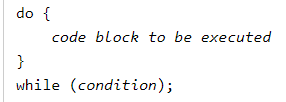 do {
    code block to be executed
}
while (condition);